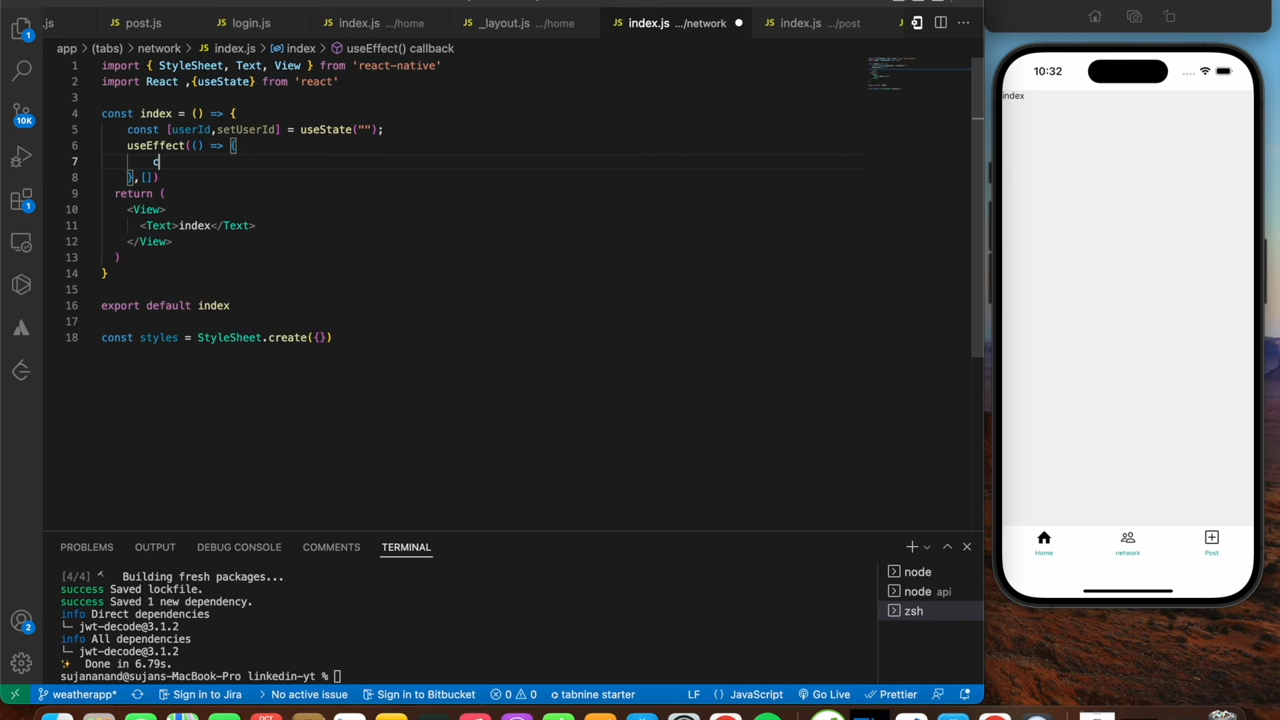 .js
post.js
login.js
index.js .../home
_layout.js .../home
index.js .../network
index.js .../post
app > (tabs) > network > index.js > index > useEffect() callback
1 import { StyleSheet, Text, View } from 'react-native'
2 import React ,{useState} from 'react'
3
4 const index = () => {
5 const [userId,setUserId] = useState("");
6 useEffect(() => {
7 c
8 },[])
9 return (
10 <View>
11 <Text>index</Text>
12 </View>
13 )
14 }
15
16 export default index
17
18 const styles = StyleSheet.create({})
1
10K
1
2
PROBLEMS OUTPUT DEBUG CONSOLE COMMENTS TERMINAL
[4/4] Building fresh packages...
success Saved lockfile.
success Saved 1 new dependency.
info Direct dependencies
└─ jwt-decode@3.1.2
info All dependencies
└─ jwt-decode@3.1.2
✨ Done in 6.79s.
sujananand@sujans-MacBook-Pro linkedin-yt %
node
node api
zsh
weatherapp* Sign in to Jira No active issue Sign in to Bitbucket 0 0 tabnine starter LF {} JavaScript Go Live Prettier
10:32
index
Home network Post